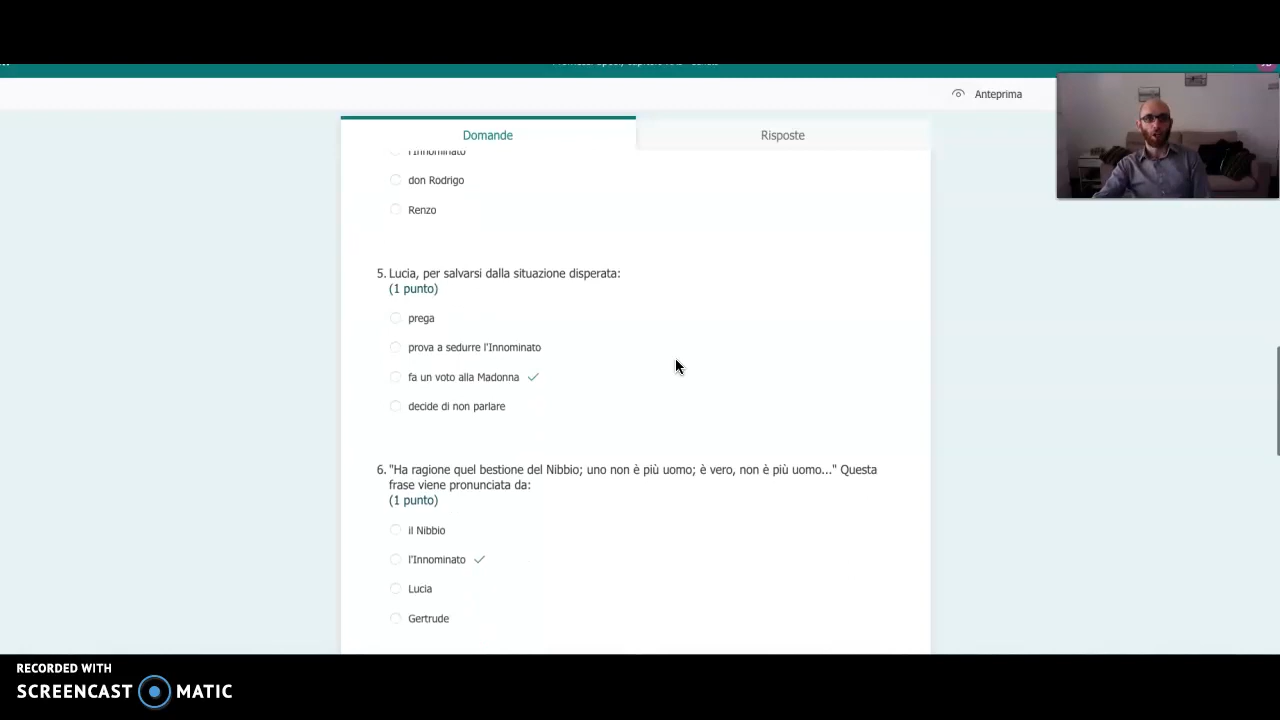 Anteprima
Domande
Risposte
l'Innominato
don Rodrigo
Renzo
5. Lucia, per salvarsi dalla situazione disperata:
(1 punto)
prega
prova a sedurre l'Innominato
fa un voto alla Madonna
decide di non parlare
6. "Ha ragione quel bestione del Nibbio; uno non è più uomo; è vero, non è più uomo..." Questa
frase viene pronunciata da:
(1 punto)
il Nibbio
l'Innominato
Lucia
Gertrude
RECORDED WITH
SCREENCAST MATIC